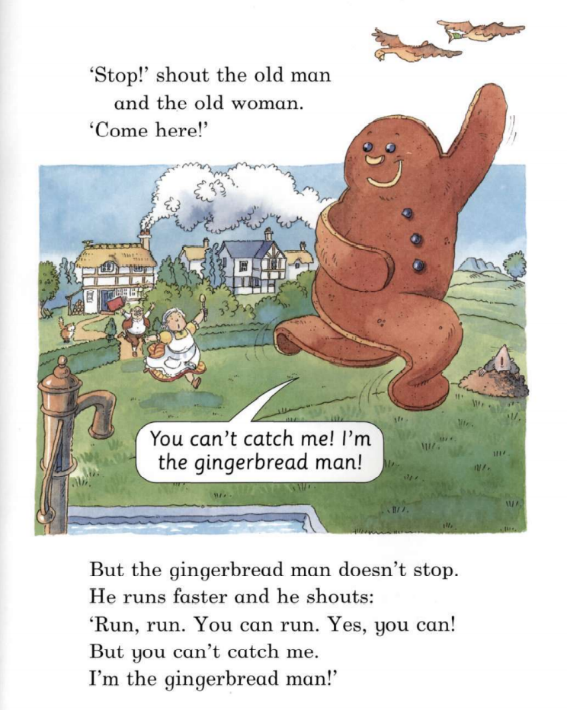 ‘Stop!’ shout the old man
and the old woman.
‘Come here!’
You can’t catch me! I’m
the gingerbread man!
But the gingerbread man doesn’t stop.
He runs faster and he shouts:
‘Run, run. You can run. Yes, you can!
But you can’t catch me.
I’m the gingerbread man!’